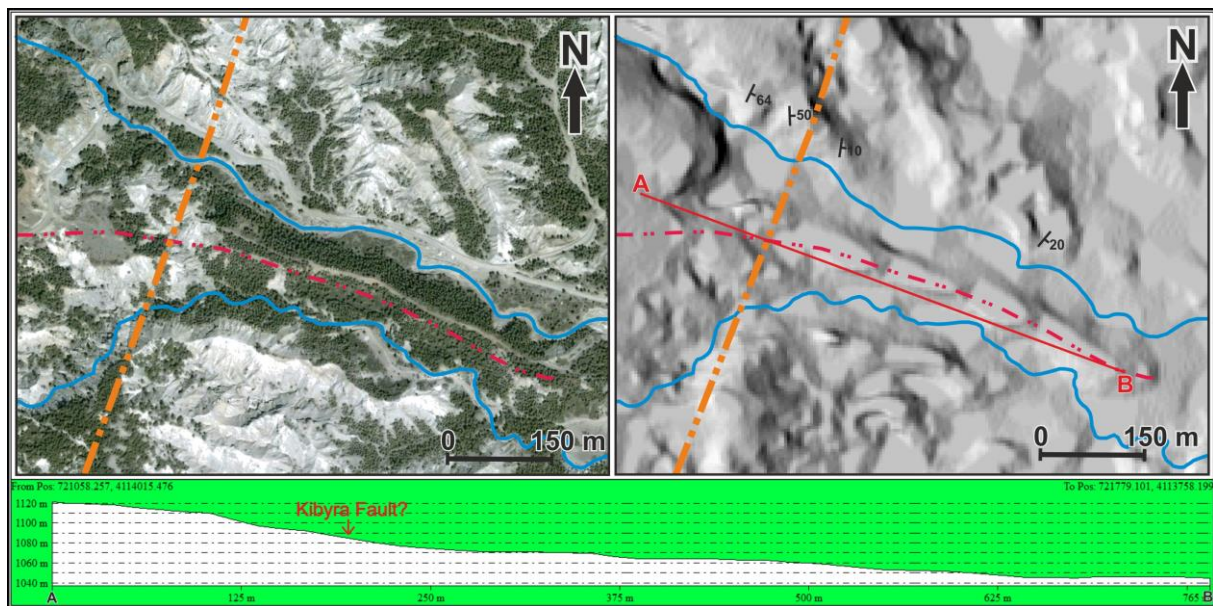 N
0 150 m
N
64
50
10
A
20
B
0 150 m
From Pos: 721058.257, 4114015.476
To Pos: 721779.101, 4113758.199
Kibyra Fault?
1120 m
1100 m
1080 m
1060 m
1040 m
A
125 m
250 m
375 m
500 m
625 m
765 m
B